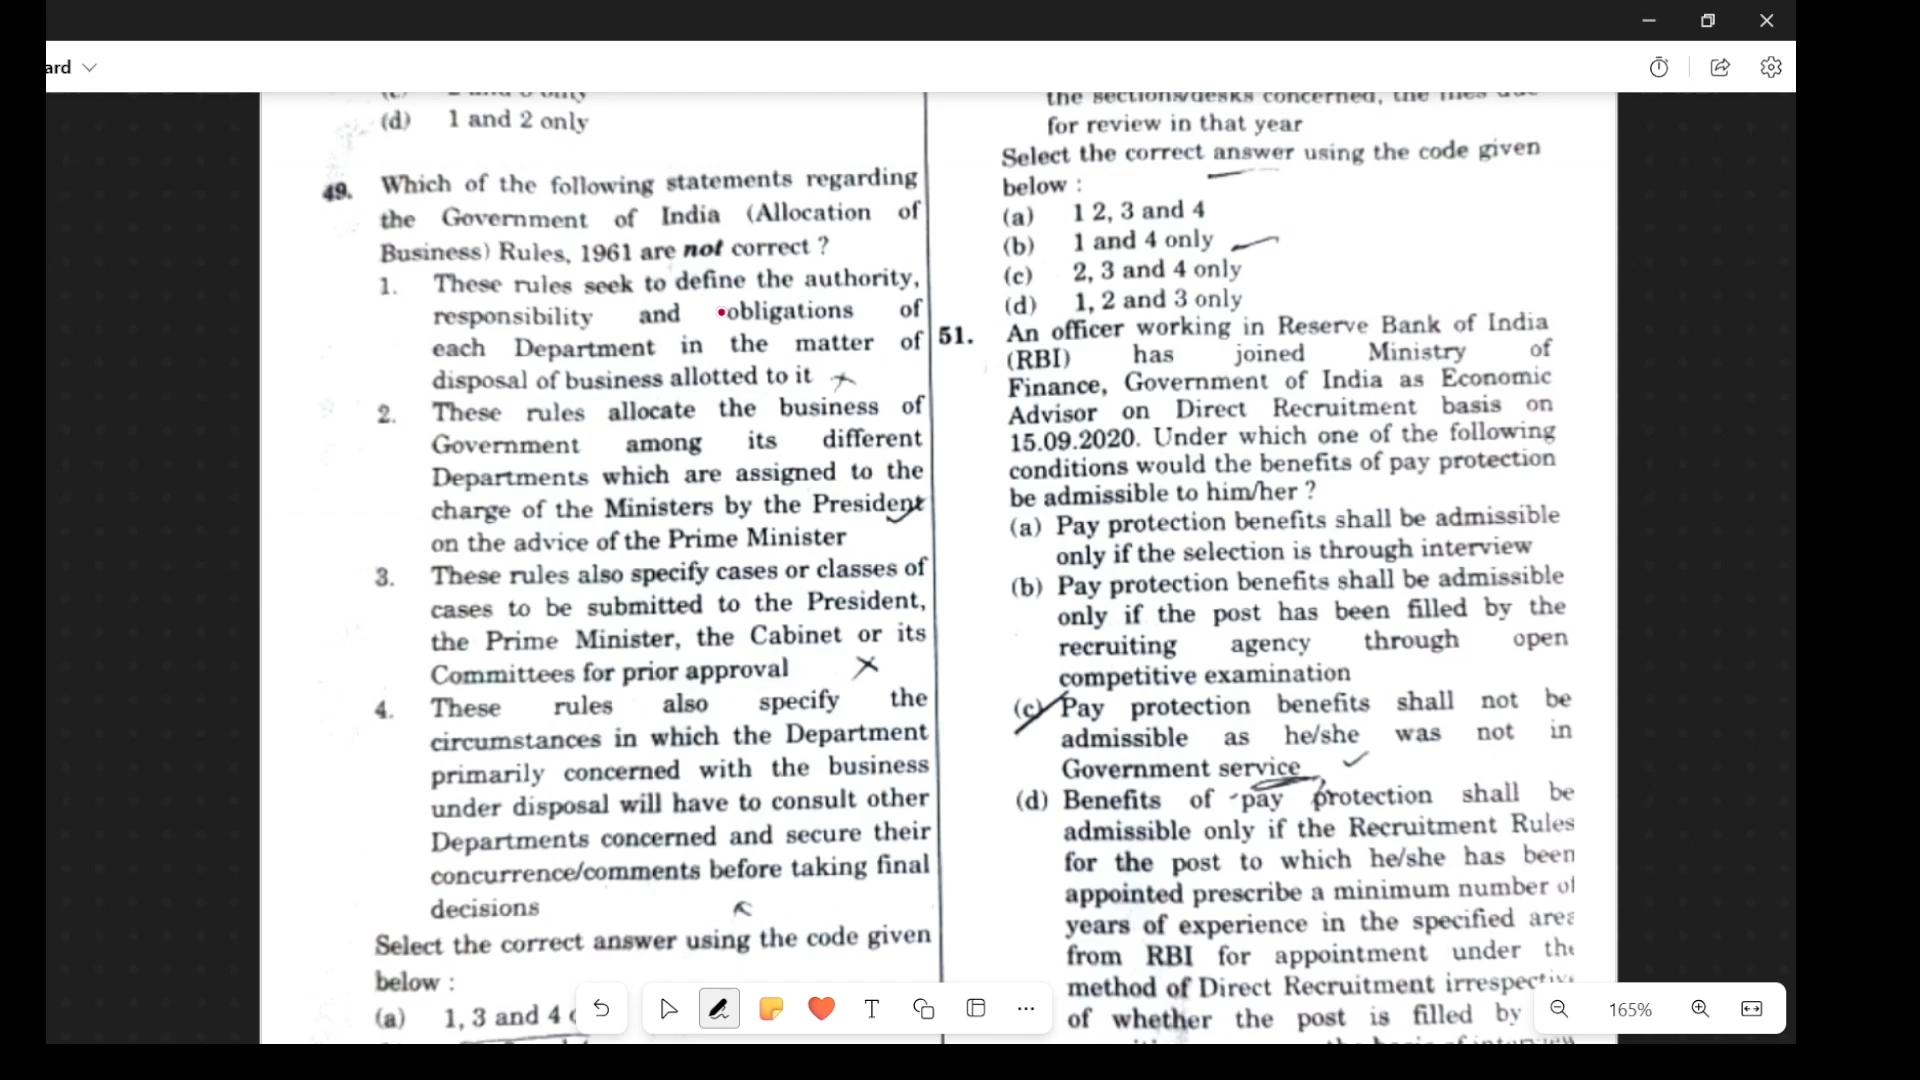 ard
(d) 1 and 2 only
49. Which of the following statements regarding
the Government of India (Allocation of
Business) Rules, 1961 are not correct ?
1. These rules seek to define the authority,
responsibility and obligations of
each Department in the matter of
disposal of business allotted to it
2. These rules allocate the business of
Government among its different
Departments which are assigned to the
charge of the Ministers by the President
on the advice of the Prime Minister
3. These rules also specify cases or classes of
cases to be submitted to the President,
the Prime Minister, the Cabinet or its
Committees for prior approval
4. These rules also specify the
circumstances in which the Department
primarily concerned with the business
under disposal will have to consult other
Departments concerned and secure their
concurrence/comments before taking final
decisions
Select the correct answer using the code given
below :
(a) 1, 3 and 4
the sections/desks concerned, the files due
for review in that year
Select the correct answer using the code given
below :
(a) 1 2, 3 and 4
(b) 1 and 4 only
(c) 2, 3 and 4 only
(d) 1, 2 and 3 only
51. An officer working in Reserve Bank of India
(RBI) has joined Ministry of
Finance, Government of India as Economic
Advisor on Direct Recruitment basis on
15.09.2020. Under which one of the following
conditions would the benefits of pay protection
be admissible to him/her ?
(a) Pay protection benefits shall be admissible
only if the selection is through interview
(b) Pay protection benefits shall be admissible
only if the post has been filled by the
recruiting agency through open
competitive examination
(c) Pay protection benefits shall not be
admissible as he/she was not in
Government service
(d) Benefits of pay protection shall be
admissible only if the Recruitment Rules
for the post to which he/she has been
appointed prescribe a minimum number of
years of experience in the specified area
from RBI for appointment under the
method of Direct Recruitment irrespective
of whether the post is filled by
165%